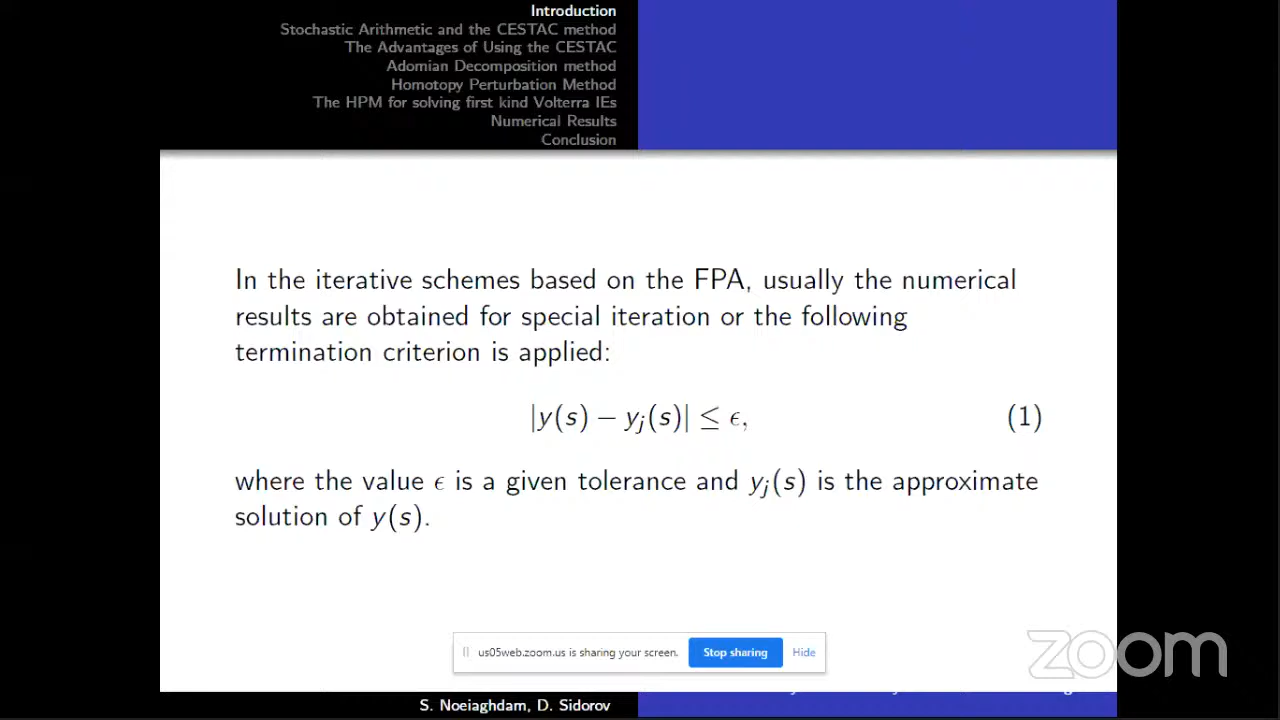 Introduction
Stochastic Arithmetic and the CESTAC method
The Advantages of Using the CESTAC
Adomian Decomposition method
Homotopy Perturbation Method
The HPM for solving first kind Volterra IEs
Numerical Results
Conclusion
In the iterative schemes based on the FPA, usually the numerical
results are obtained for special iteration or the following
termination criterion is applied:
|y(s) − y_j(s)| ≤ ϵ, (1)
where the value ϵ is a given tolerance and y_j(s) is the approximate
solution of y(s).
us05web.zoom.us is sharing your screen. Stop sharing Hide
zoom
S. Noeiaghdam, D. Sidorov